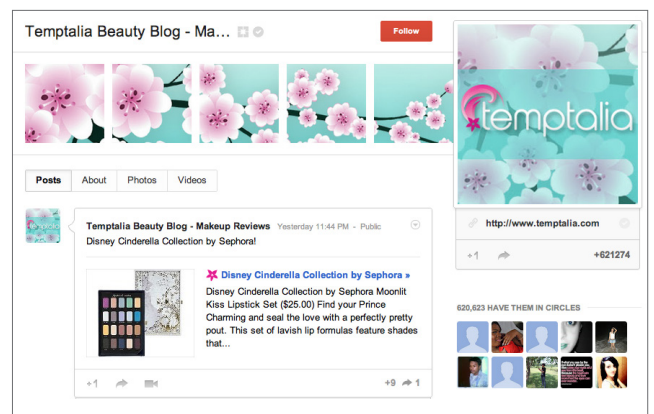 Temptalia Beauty Blog - Ma...
Follow
temptalia
Posts
About
Photos
Videos
http://www.temptalia.com
+1
+621274
temptalia
Temptalia Beauty Blog - Makeup Reviews Yesterday 11:44 PM - Public
Disney Cinderella Collection by Sephora!
Disney Cinderella Collection by Sephora »
Disney Cinderella Collection by Sephora Moonlit
Kiss Lipstick Set ($25.00) Find your Prince
Charming and seal the love with a perfectly pretty
pout. This set of lavish lip formulas feature shades
that...
+1
+9
1
620,623 HAVE THEM IN CIRCLES